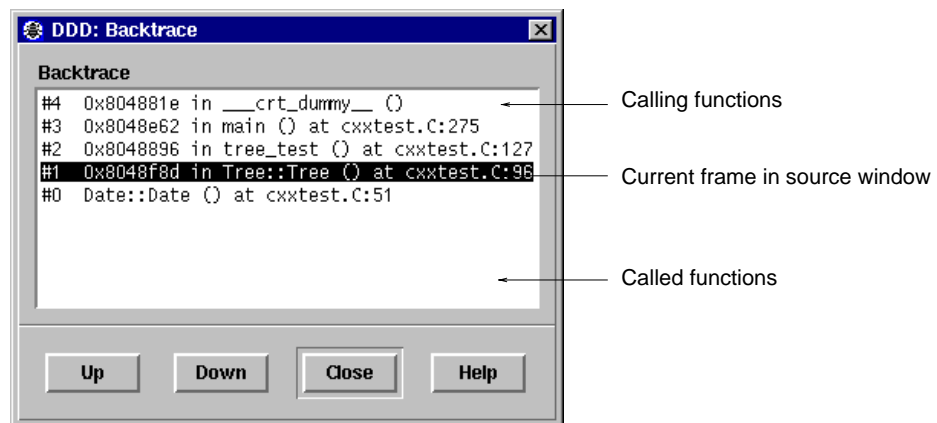 DDD: Backtrace
Backtrace
#4 0x804881e in ___crt_dummy__ ()
#3 0x8048e62 in main () at cxxtest.C:275
#2 0x8048896 in tree_test () at cxxtest.C:127
#1 0x8048f8d in Tree::Tree () at cxxtest.C:96
#0 Date::Date () at cxxtest.C:51
Calling functions
Current frame in source window
Called functions
Up Down Close Help